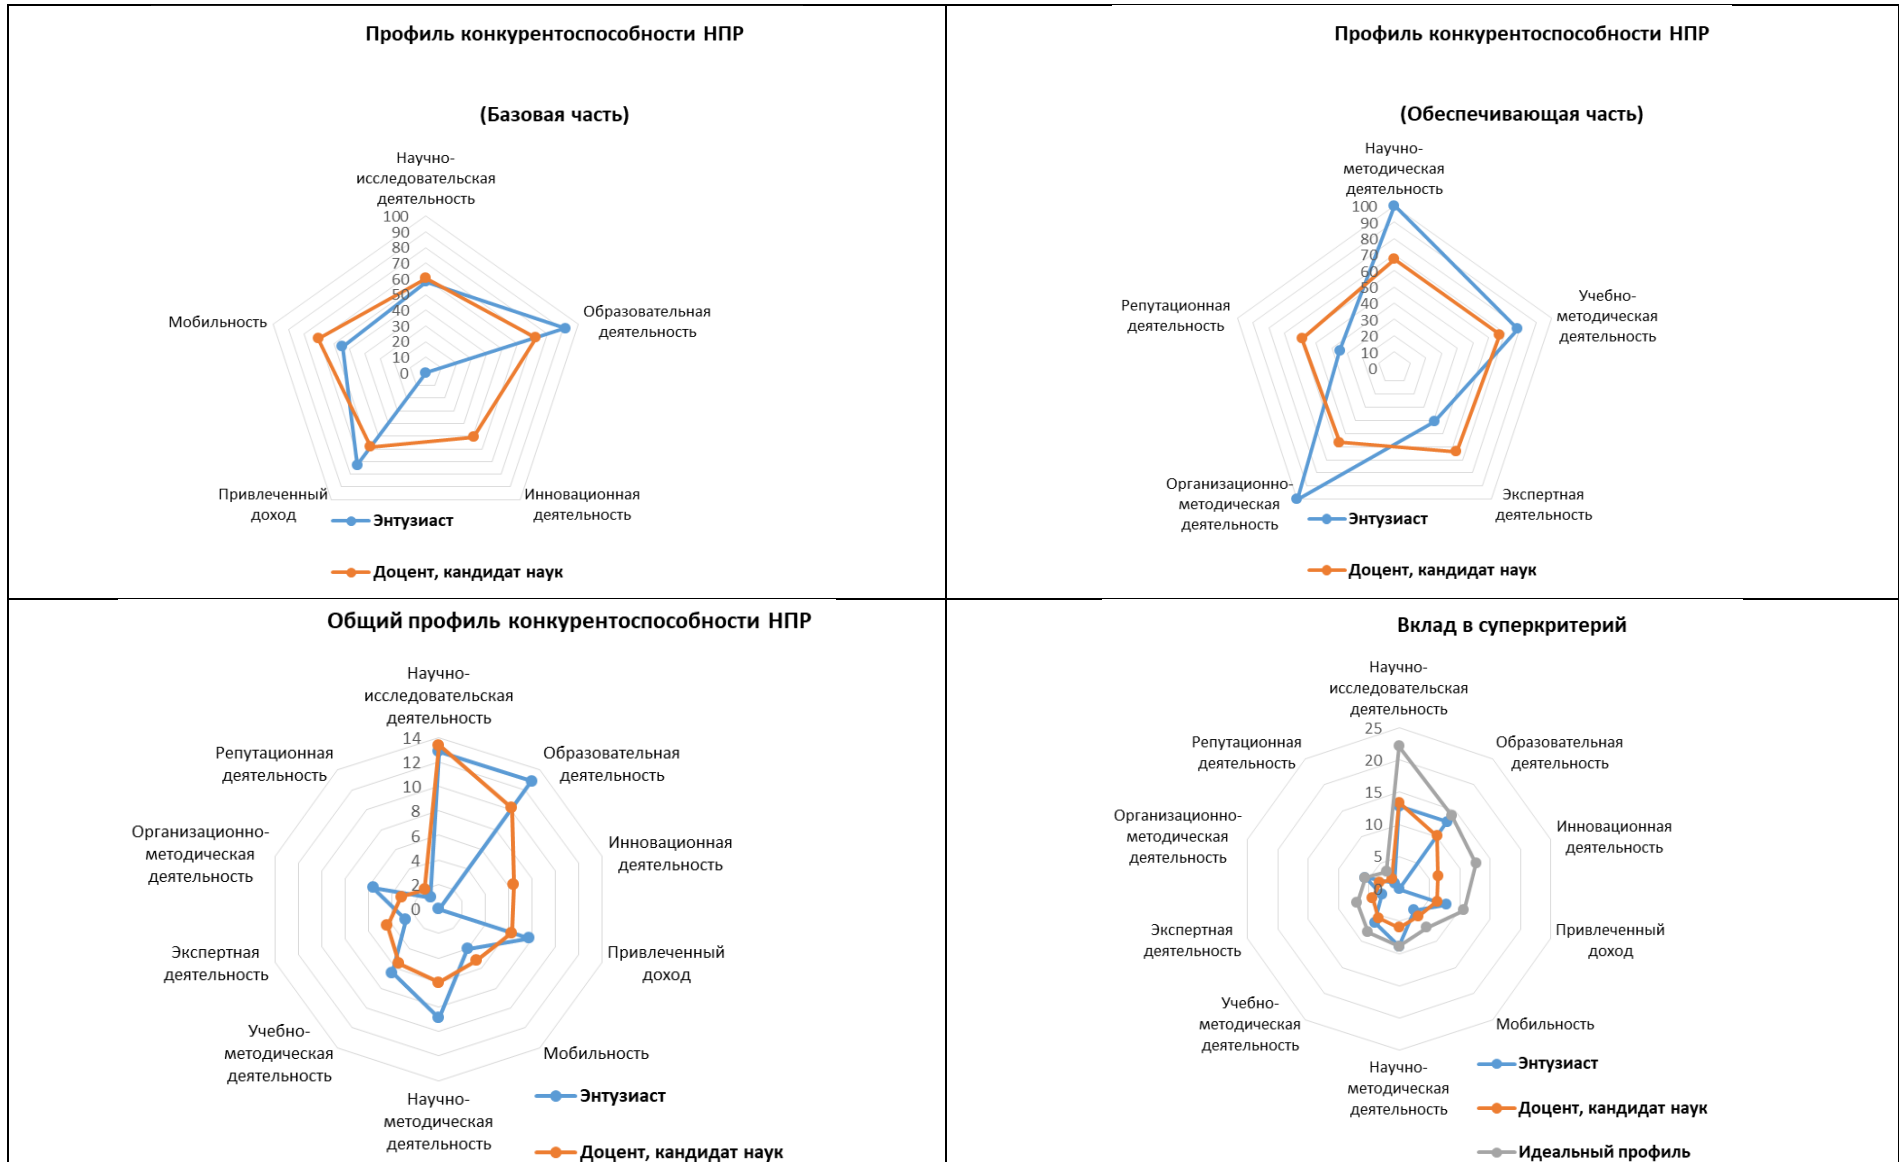 Профиль конкурентоспособности НПР
(Базовая часть)
Научно-
исследовательская
деятельность
100
90
80
70
60
50
40
30
20
10
0
Образовательная
деятельность
Мобильность
Привлеченный
доход
Инновационная
деятельность
Энтузиаст
Доцент, кандидат наук
Профиль конкурентоспособности НПР
(Обеспечивающая часть)
Научно-
методическая
деятельность
100
90
80
70
60
50
40
30
20
10
0
Репутационная
деятельность
Учебно-
методическая
деятельность
Организационно-
методическая
деятельность
Экспертная
деятельность
Энтузиаст
Доцент, кандидат наук
Общий профиль конкурентоспособности НПР
Научно-
исследовательская
деятельность
14
12
10
8
6
4
2
0
Репутационная
деятельность
Образовательная
деятельность
Организационно-
методическая
деятельность
Инновационная
деятельность
Экспертная
деятельность
Привлеченный
доход
Учебно-
методическая
деятельность
Мобильность
Научно-
методическая
деятельность
Энтузиаст
Доцент, кандидат наук
Вклад в суперкритерий
Научно-
исследовательская
деятельность
25
20
15
10
5
0
Репутационная
деятельность
Образовательная
деятельность
Организационно-
методическая
деятельность
Инновационная
деятельность
Экспертная
деятельность
Привлеченный
доход
Учебно-
методическая
деятельность
Мобильность
Научно-
методическая
деятельность
Энтузиаст
Доцент, кандидат наук
Идеальный профиль